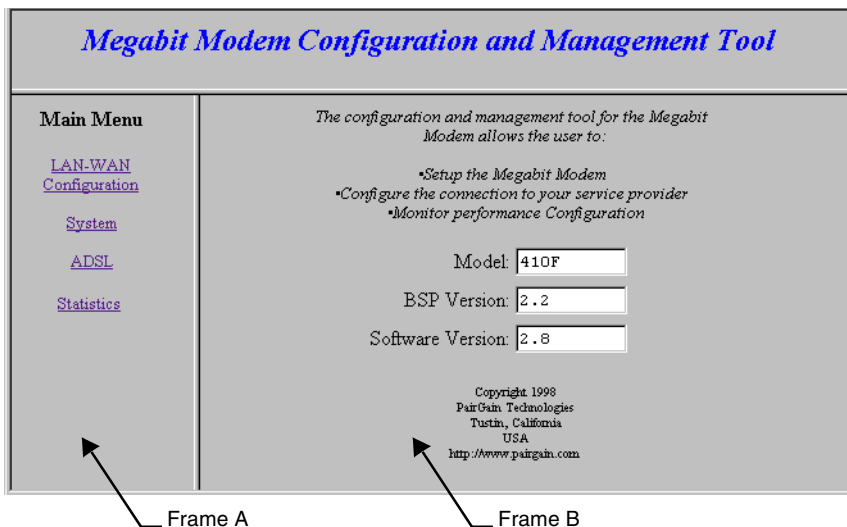 Megabit Modem Configuration and Management Tool
Main Menu
LAN-WAN
Configuration
System
ADSL
Statistics
The configuration and management tool for the Megabit
Modem allows the user to:
•Setup the Megabit Modem
•Configure the connection to your service provider
•Monitor performance Configuration
Model: 410F
BSP Version: 2.2
Software Version: 2.8
Copyright 1998
PairGain Technologies
Tustin, California
USA
http://www.pairgain.com
Frame A
Frame B